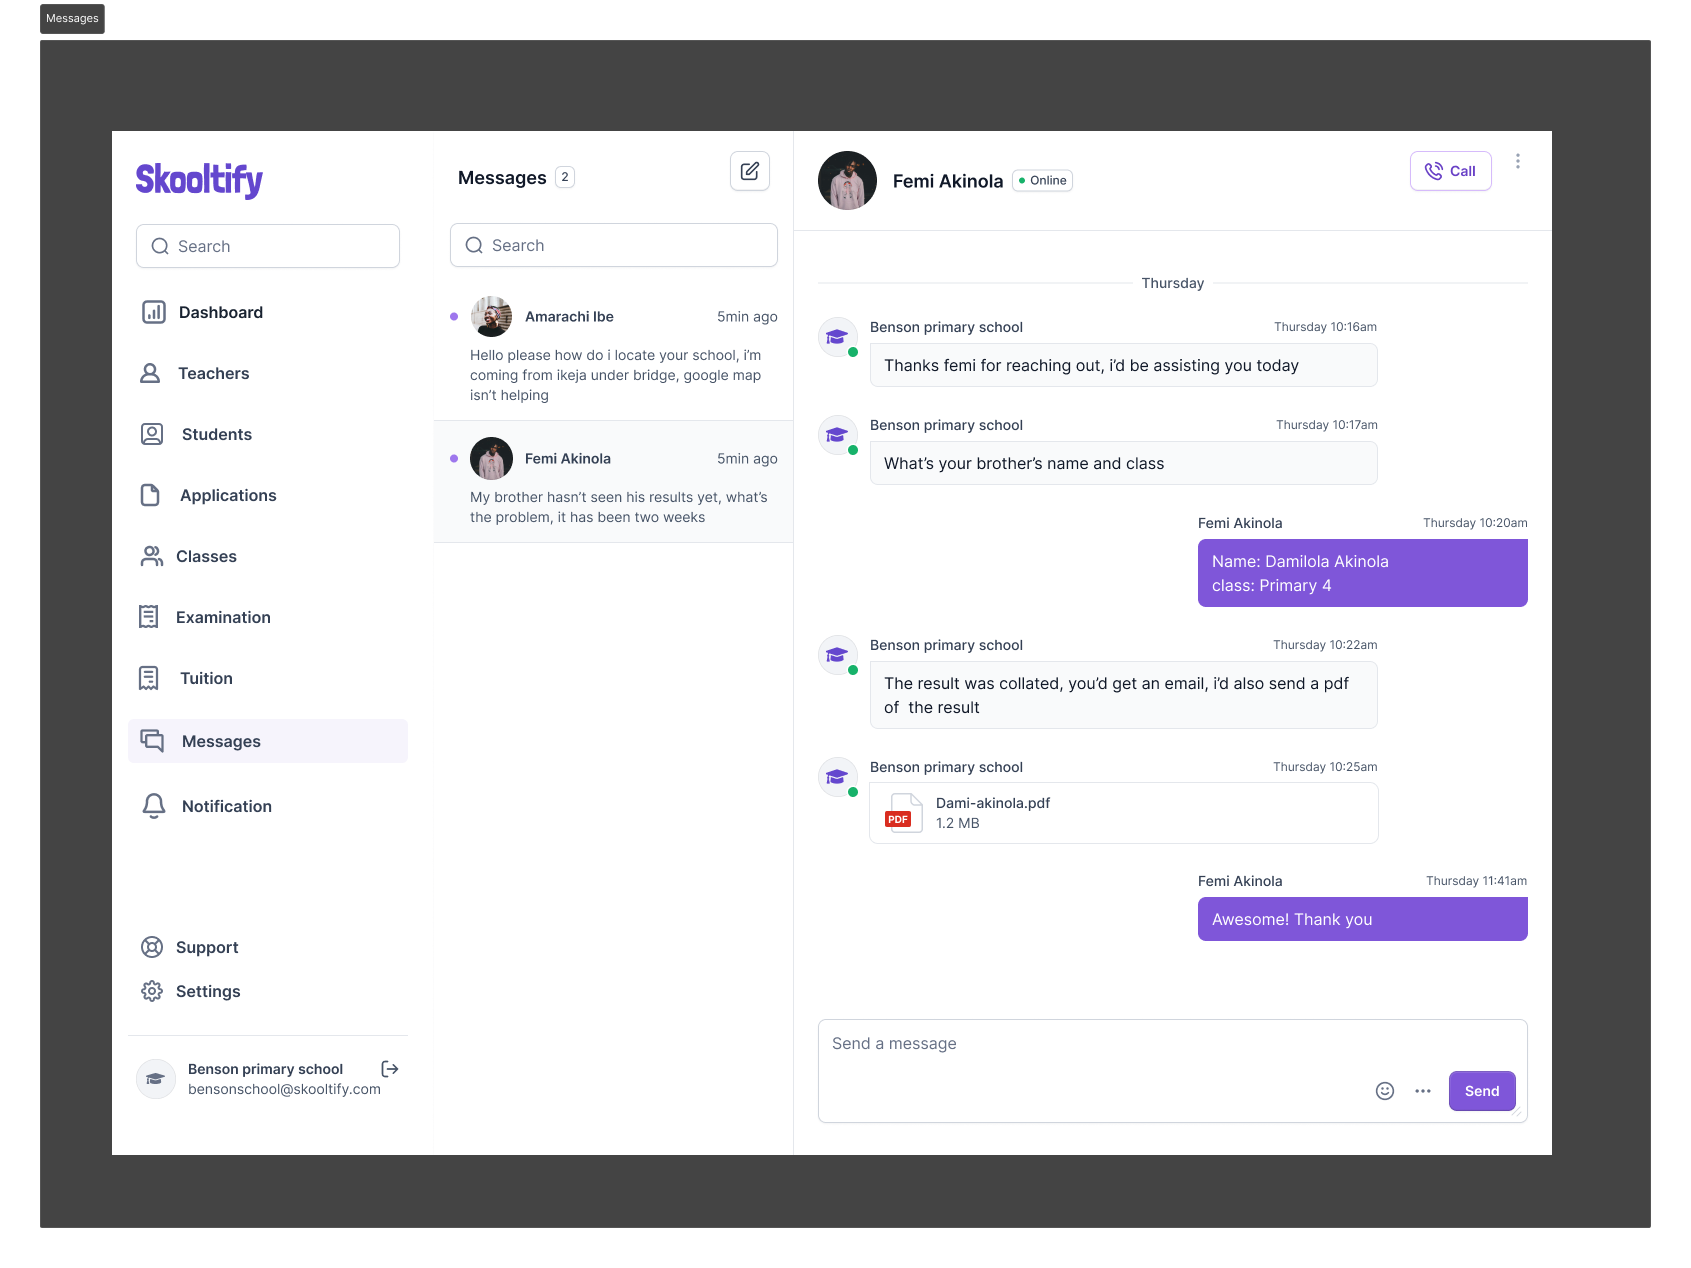 Messages
Skooltify
Search
Dashboard
Teachers
Students
Applications
Classes
Examination
Tuition
Messages
Notification
Support
Settings
Benson primary school
bensonschool@skooltify.com
Messages 2
Search
Amarachi Ibe 5min ago
Hello please how do i locate your school, i’m
coming from ikeja under bridge, google map
isn’t helping
Femi Akinola 5min ago
My brother hasn’t seen his results yet, what’s
the problem, it has been two weeks
Femi Akinola Online
Call
Thursday
Benson primary school Thursday 10:16am
Thanks femi for reaching out, i’d be assisting you today
Benson primary school Thursday 10:17am
What’s your brother’s name and class
Femi Akinola Thursday 10:20am
Name: Damilola Akinola
class: Primary 4
Benson primary school Thursday 10:22am
The result was collated, you’d get an email, i’d also send a pdf
of  the result
Benson primary school Thursday 10:25am
PDF
Dami-akinola.pdf
1.2 MB
Femi Akinola Thursday 11:41am
Awesome! Thank you
Send a message
Send